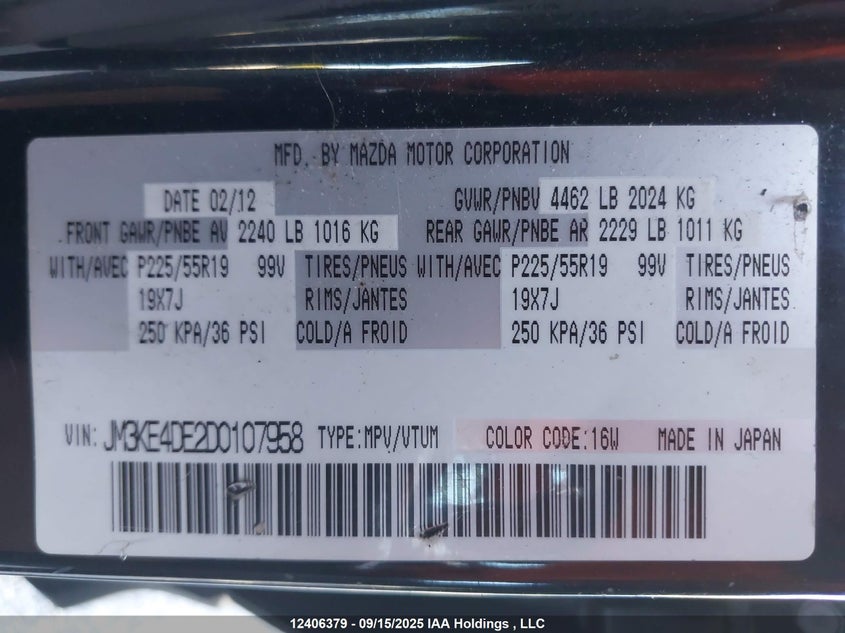 MFD. BY MAZDA MOTOR CORPORATION
DATE 02/12 GVWR/PNBV 4462 LB 2024 KG
FRONT GAWR/PNBE AV 2240 LB 1016 KG REAR GAWR/PNBE AR 2229 LB 1011 KG
WITH/AVEC P225/55R19 99V TIRES/PNEUS WITH/AVEC P225/55R19 99V TIRES/PNEUS
19X7J RIMS/JANTES 19X7J RIMS/JANTES
250 KPA/36 PSI COLD/A FROID 250 KPA/36 PSI COLD/A FROID
VIN: JM3KE4DE2D0107958 TYPE:MPV/VTUM COLOR CODE:16W MADE IN JAPAN
12406379 - 09/15/2025 IAA Holdings , LLC